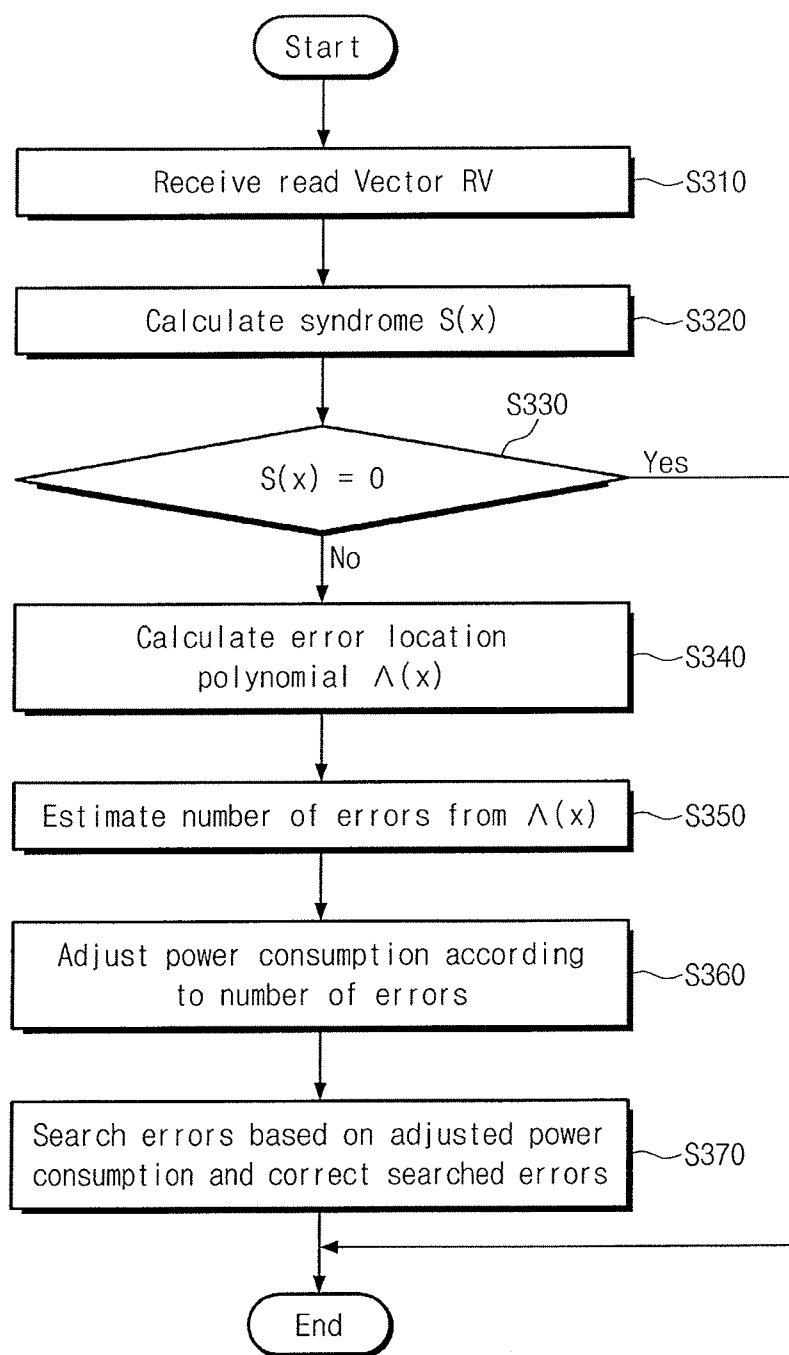 Start
Receive read Vector RV
S310
Calculate syndrome S(x)
S320
S330
S(x) = 0
Yes
No
Calculate error location
polynomial Λ(x)
S340
Estimate number of errors from Λ(x)
S350
Adjust power consumption according
to number of errors
S360
Search errors based on adjusted power
consumption and correct searched errors
S370
End